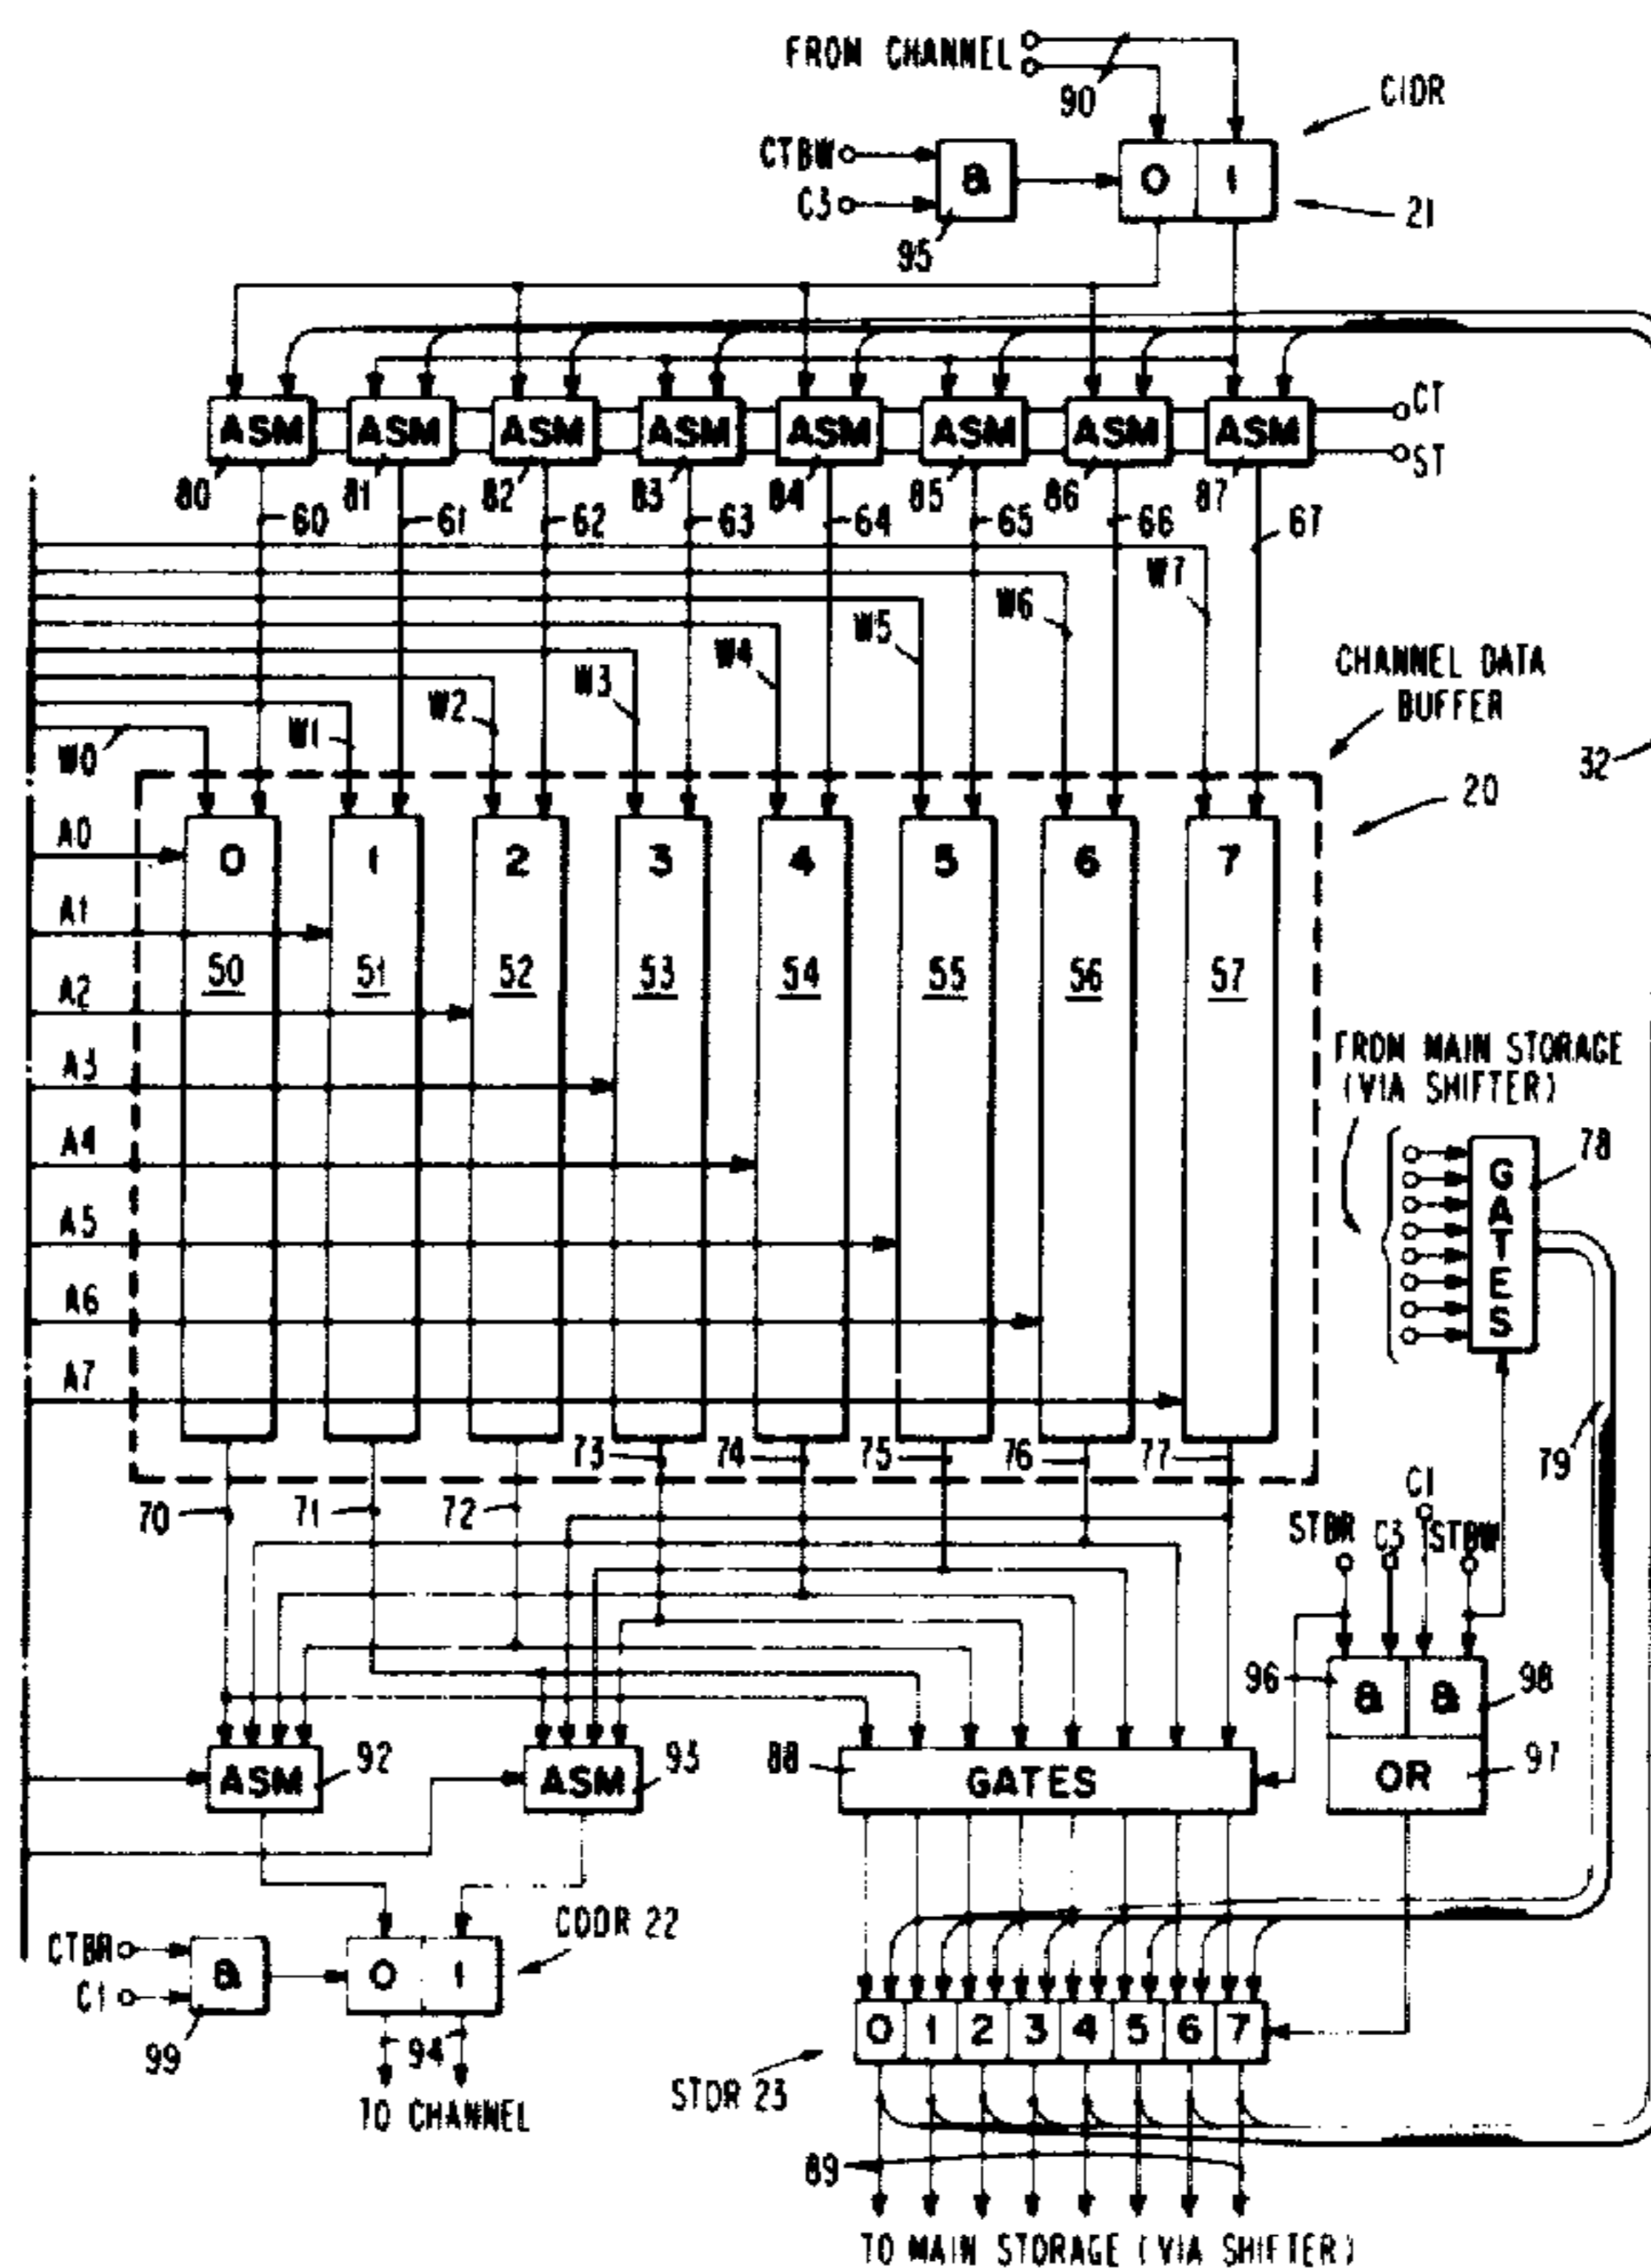 FROM CHANNEL
90
CIDR
CTBW
C3
&
0 1
95
21
ASM ASM ASM ASM ASM ASM ASM ASM
CT
ST
80 81 82 83 84 85 86 87
60 61 62 63 64 65 66 67
W7
W6
W5
W4
W3
W2
W1
W0
CHANNEL DATA
BUFFER
32
20
A0
0 1 2 3 4 5 6 7
A1
50 51 52 53 54 55 56 57
A2
A3
FROM MAIN STORAGE
(VIA SHIFTER)
A4
78
GATES
A5
A6
A7
73 74 75 76 77
79
70 71 72
C1
STBR C3 STBW
96
& &
98
ASM
92
ASM
93
88
GATES
OR
97
CTBR
C1
&
99
0 1
CDOR 22
94
TO CHANNEL
0 1 2 3 4 5 6 7
STDR 23
89
TO MAIN STORAGE (VIA SHIFTER)